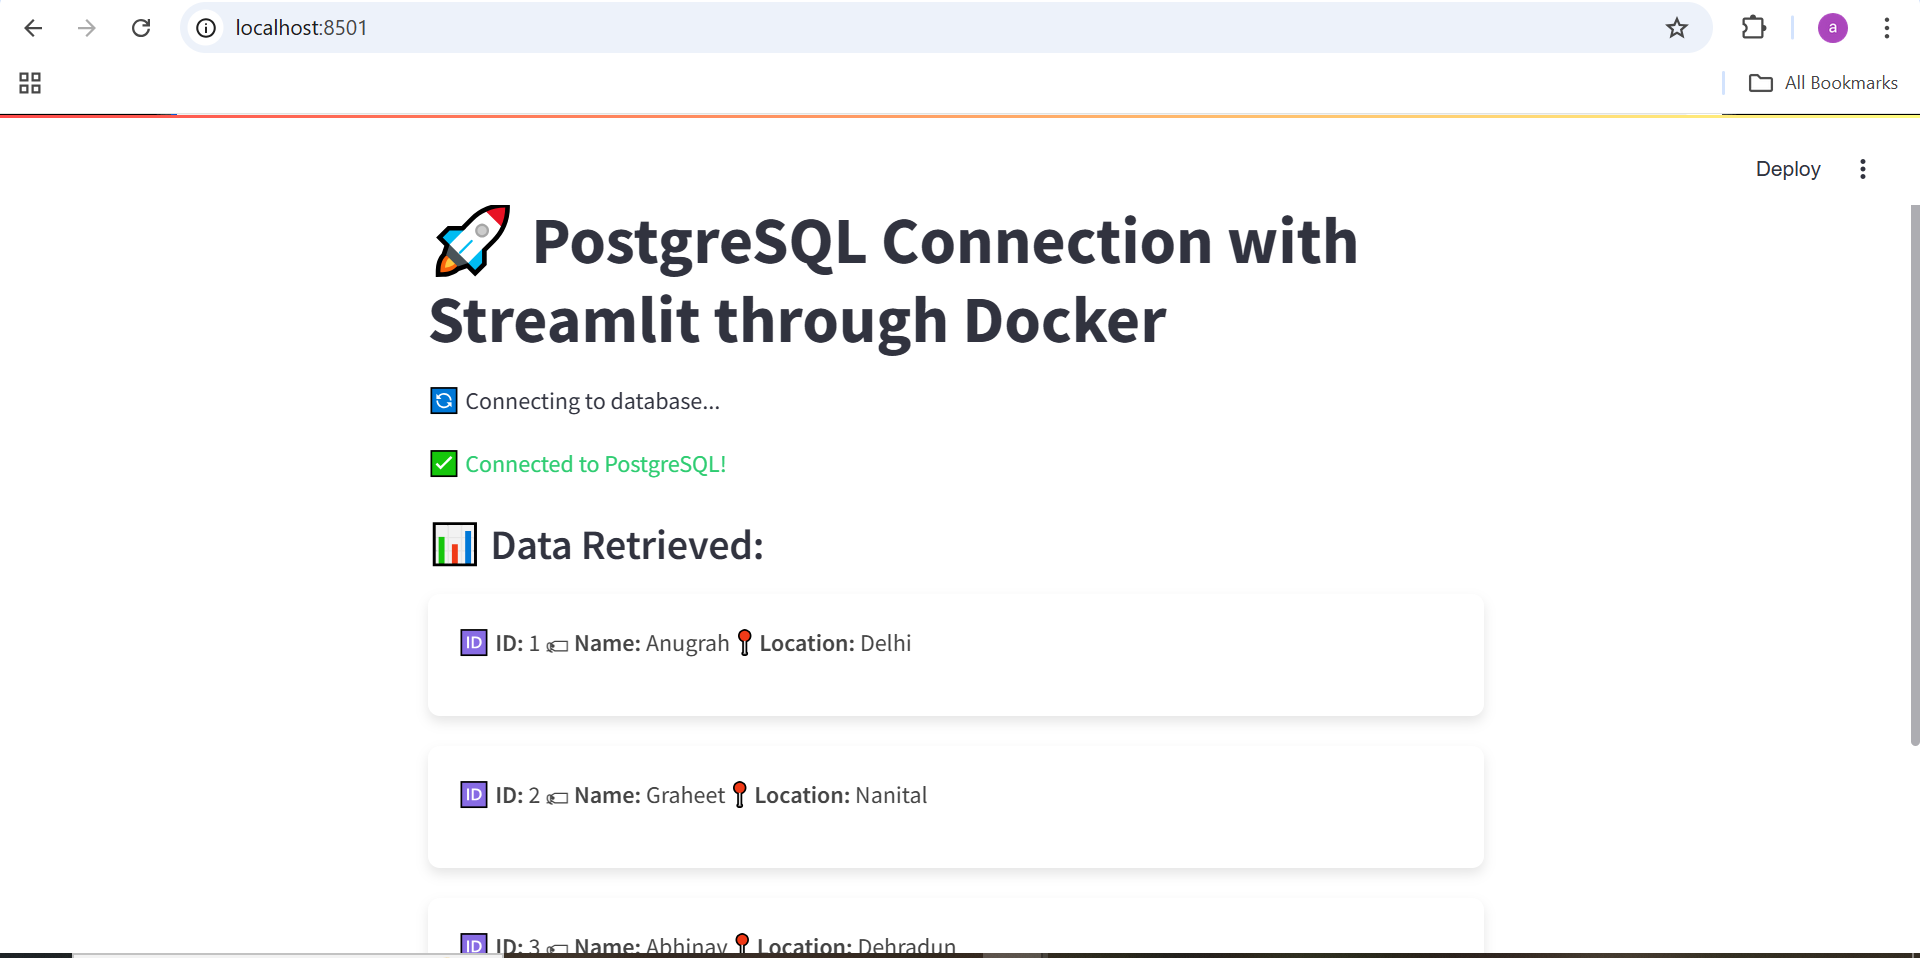 localhost:8501
a
All Bookmarks
Deploy
🚀 PostgreSQL Connection with
Streamlit through Docker
🔄 Connecting to database...
✅ Connected to PostgreSQL!
📊 Data Retrieved:
🆔 ID: 1 🏷 Name: Anugrah 📍 Location: Delhi
🆔 ID: 2 🏷 Name: Graheet 📍 Location: Nanital
🆔 ID: 3 🏷 Name: Abhinav 📍 Location: Dehradun